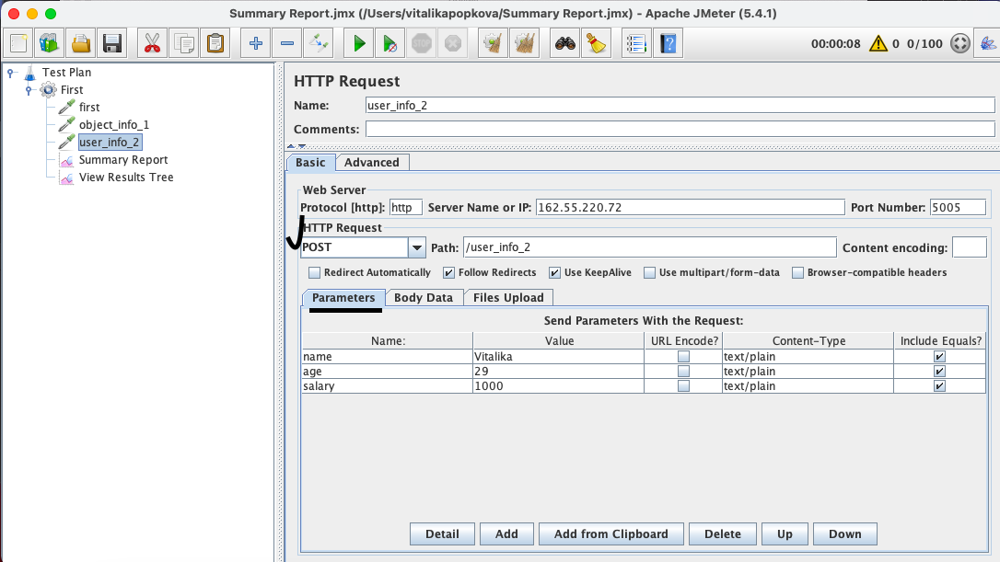 Summary Report.jmx (/Users/vitalikapopkova/Summary Report.jmx) - Apache JMeter (5.4.1)
STOP
00:00:08 0 0/100
?
Test Plan
First
first
object_info_1
user_info_2
Summary Report
View Results Tree
HTTP Request
Name: user_info_2
Comments:
Basic Advanced
Web Server
Protocol [http]: http Server Name or IP: 162.55.220.72 Port Number: 5005
HTTP Request
POST Path: /user_info_2 Content encoding:
Redirect Automatically Follow Redirects Use KeepAlive Use multipart/form-data Browser-compatible headers
Parameters Body Data Files Upload
Send Parameters With the Request:
Name: Value URL Encode? Content-Type Include Equals?
name Vitalika text/plain
age 29 text/plain
salary 1000 text/plain
Detail Add Add from Clipboard Delete Up Down